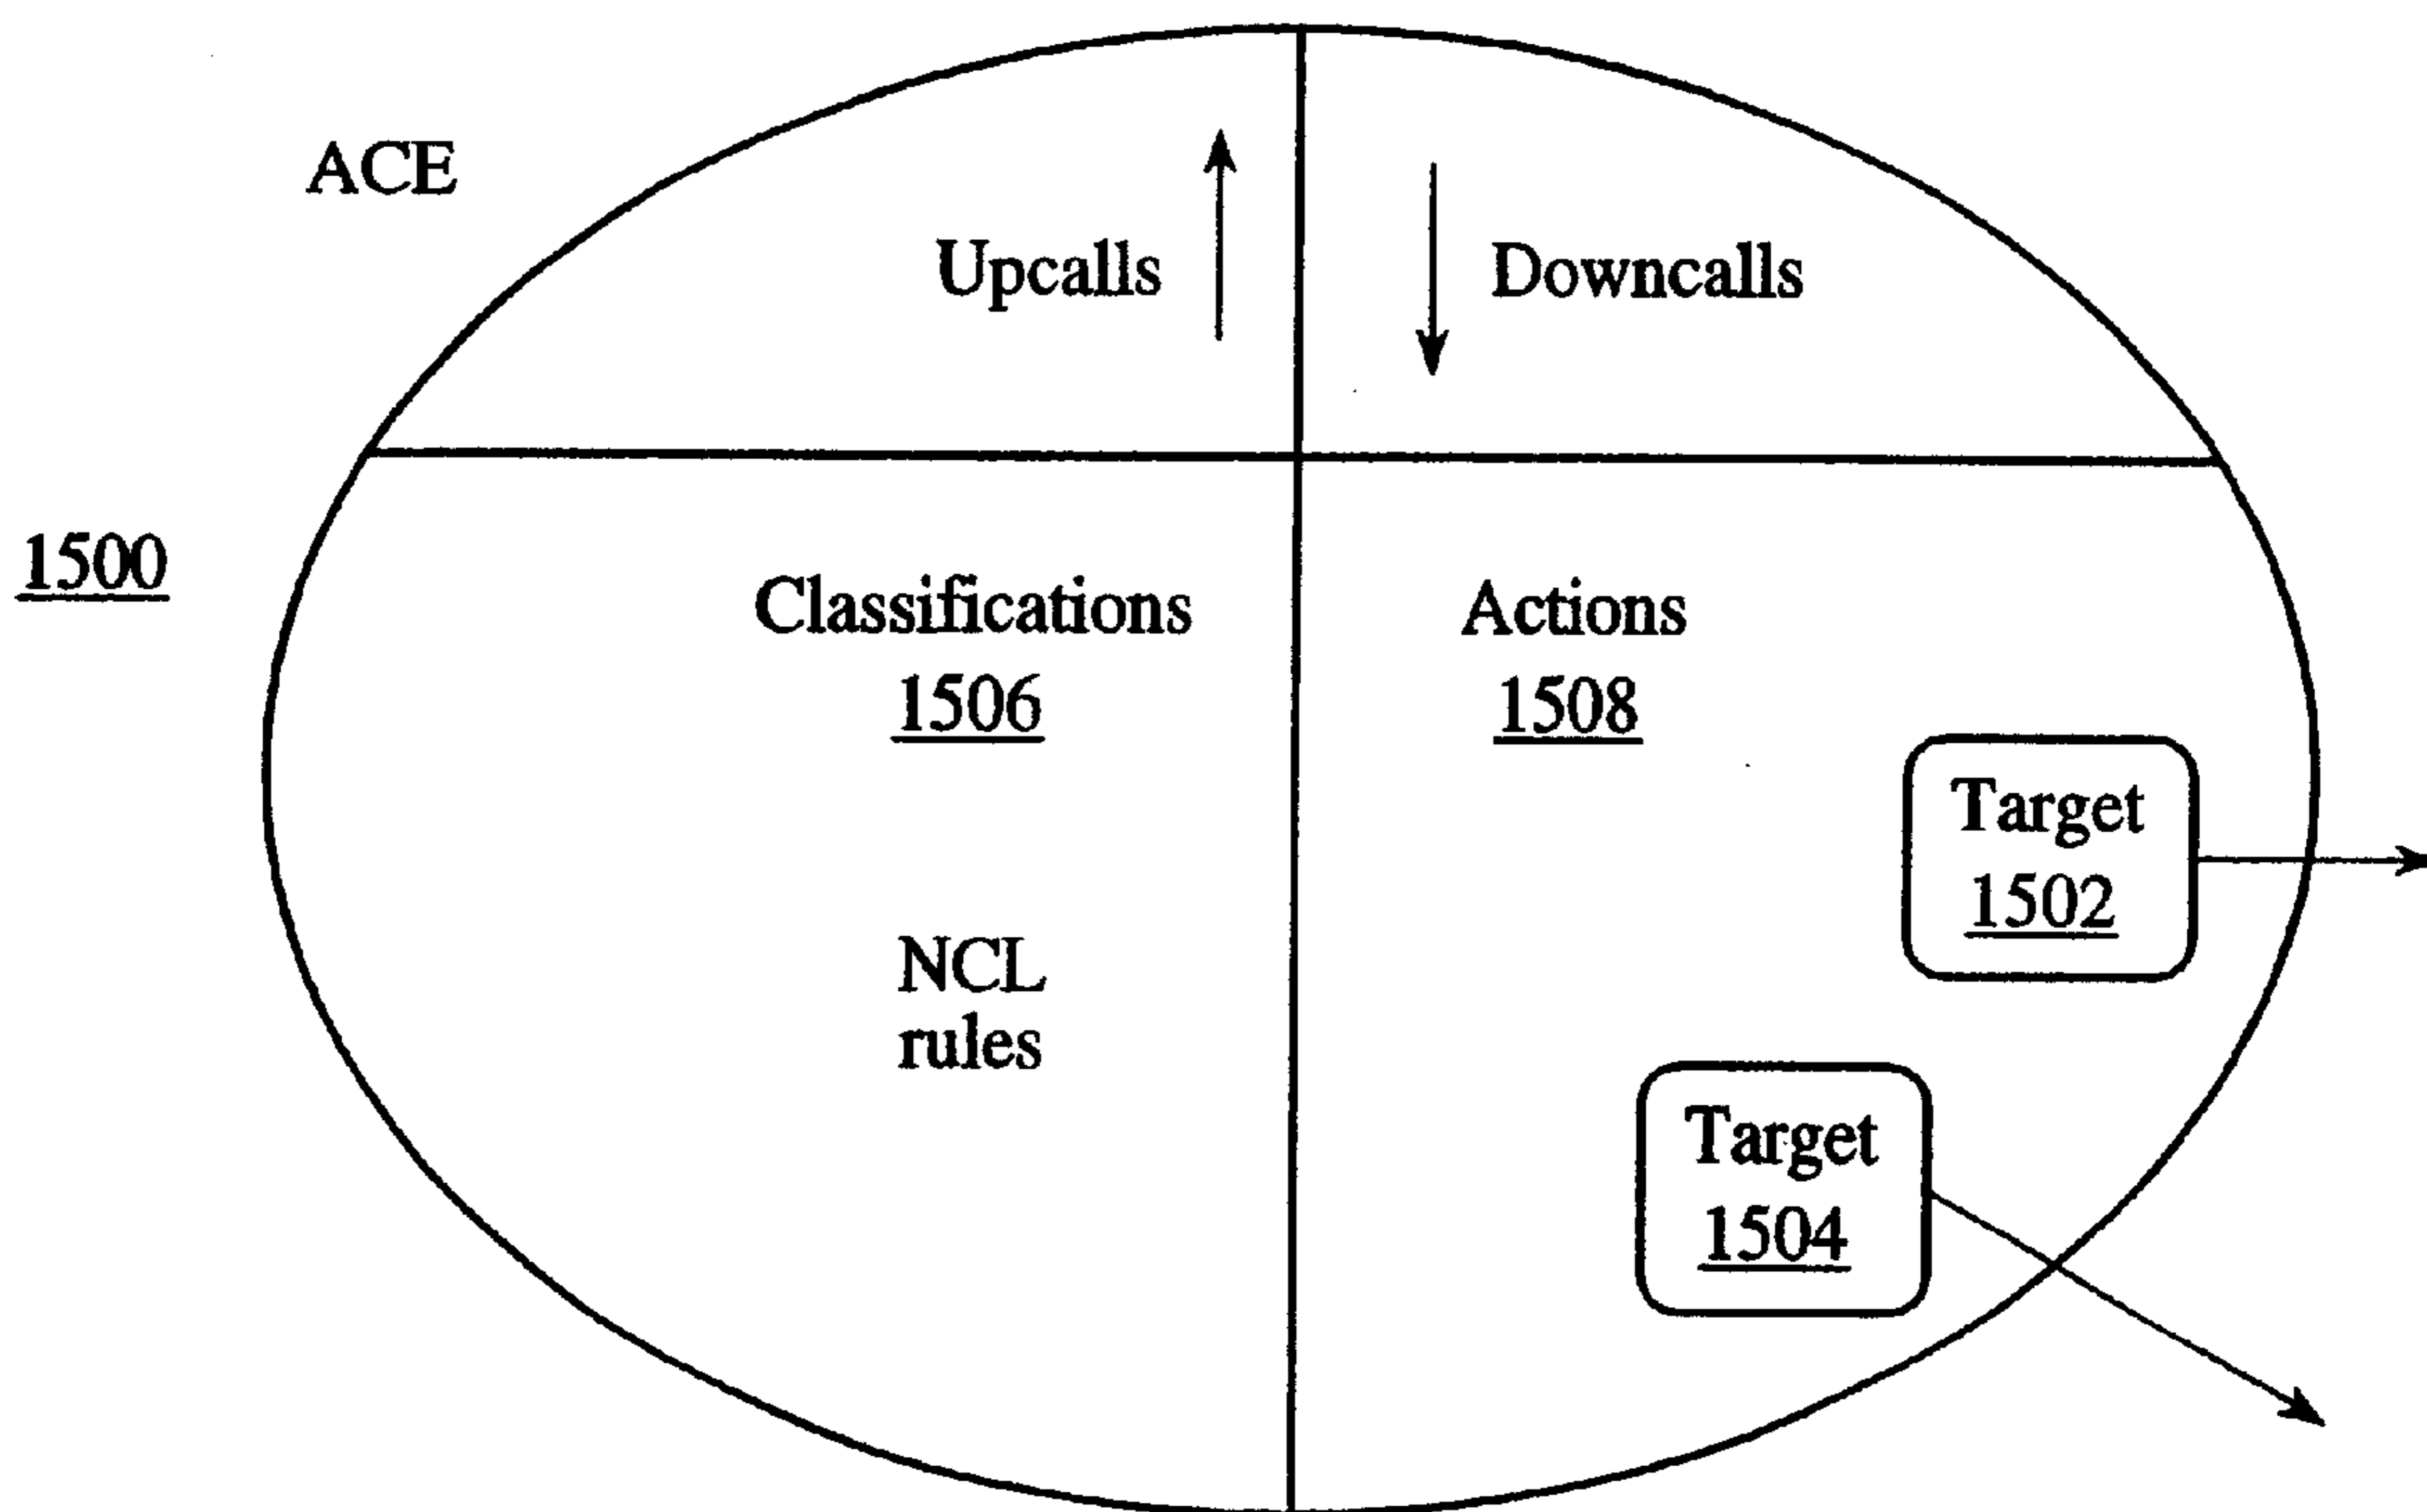 ACE
Upcalls
Downcalls
1500
Classifications
1506
Actions
1508
Target
1502
NCL
rules
Target
1504